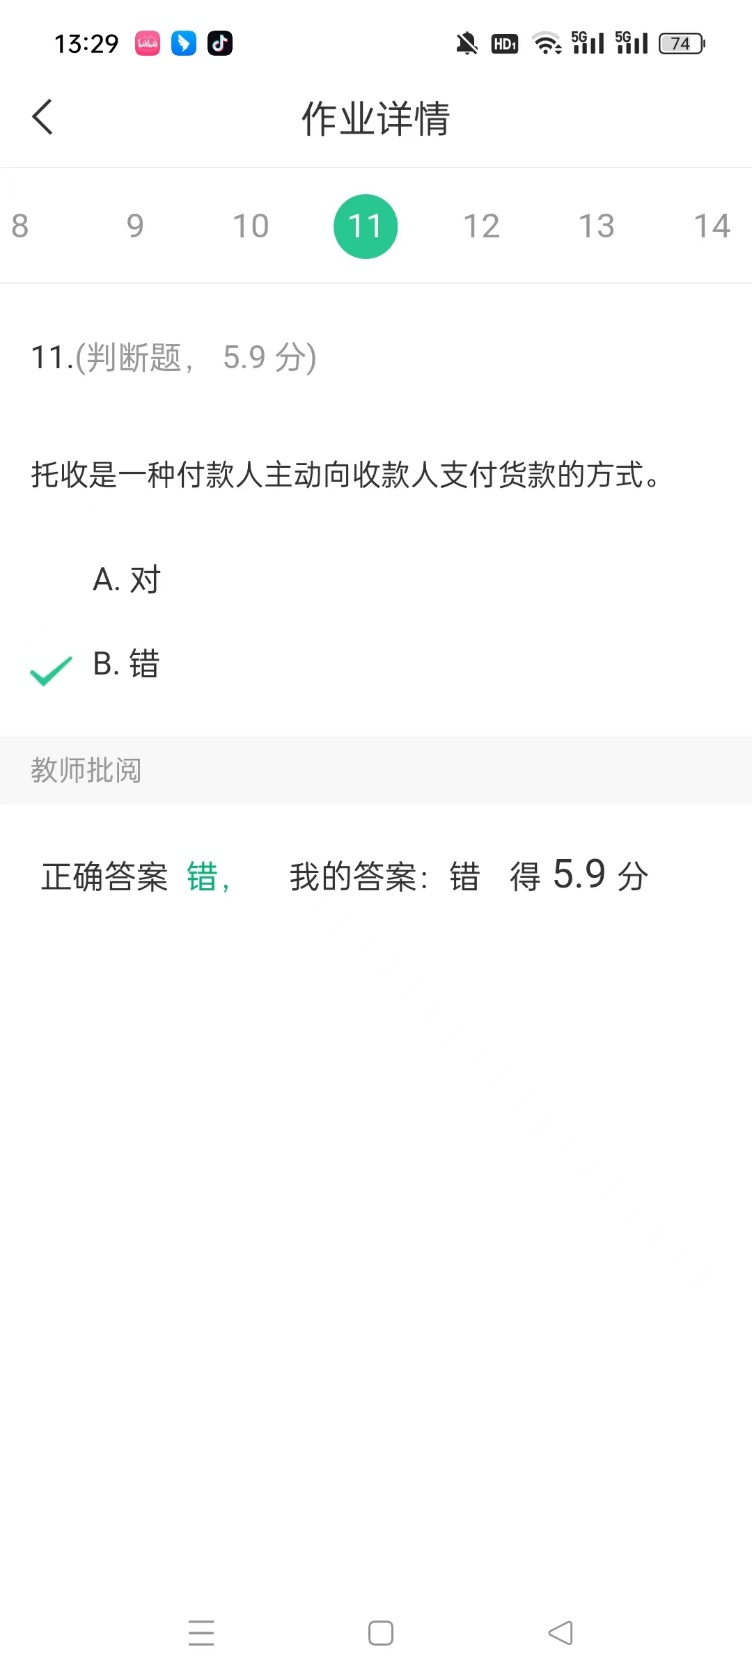 13:29 HD1 5G 5G 74
作业详情
8 9 10 11 12 13 14
11.(判断题， 5.9 分)
托收是一种付款人主动向收款人支付货款的方式。
A. 对
B. 错
教师批阅
正确答案 错， 我的答案：错 得 5.9 分